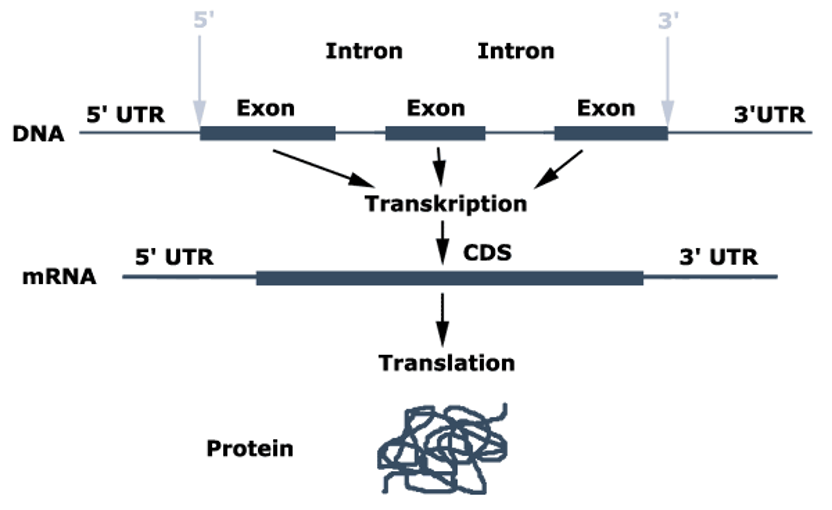 5' 3'
Intron Intron
5' UTR Exon Exon Exon 3'UTR
DNA
Transkription
CDS
5' UTR 3' UTR
mRNA
Translation
Protein